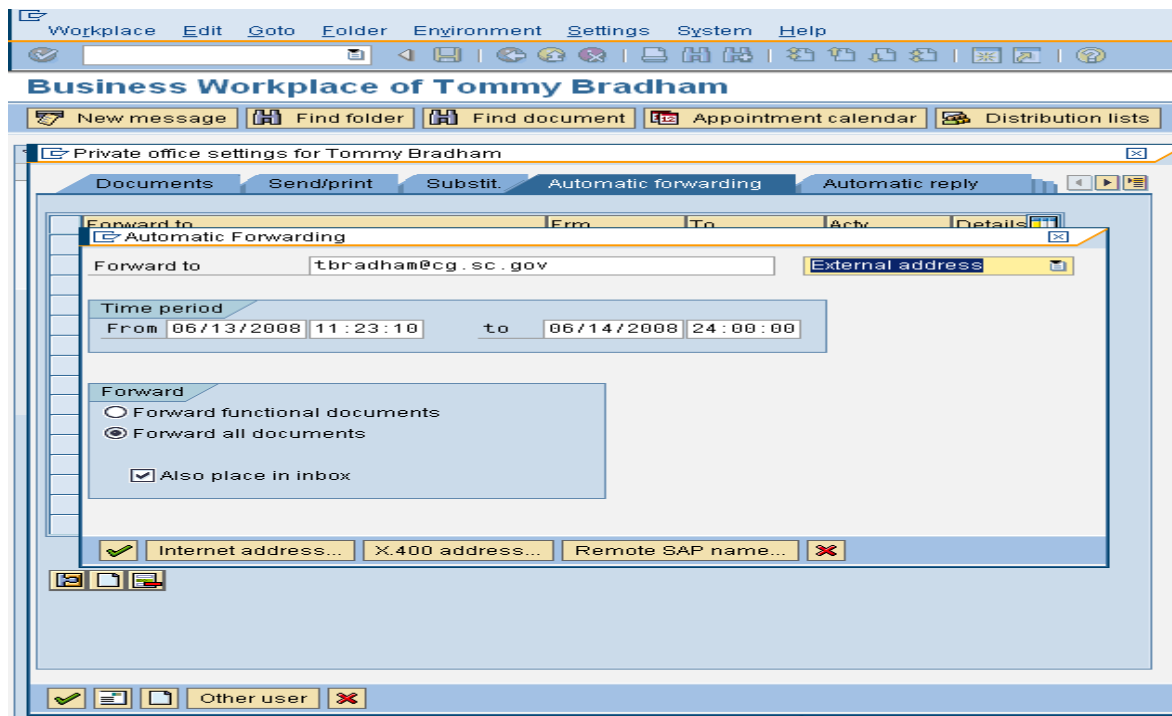 Workplace Edit Goto Folder Environment Settings System Help
Business Workplace of Tommy Bradham
New message Find folder Find document 12 Appointment calendar Distribution lists
Private office settings for Tommy Bradham
Documents Send/print Substit. Automatic forwarding Automatic reply
Forward to Frm To Actv Details
Automatic Forwarding
Forward to tbradham@cg.sc.gov External address
Time period
From 06/13/2008 11:23:10 to 06/14/2008 24:00:00
Forward
Forward functional documents
Forward all documents
Also place in inbox
Internet address... X.400 address... Remote SAP name...
Other user